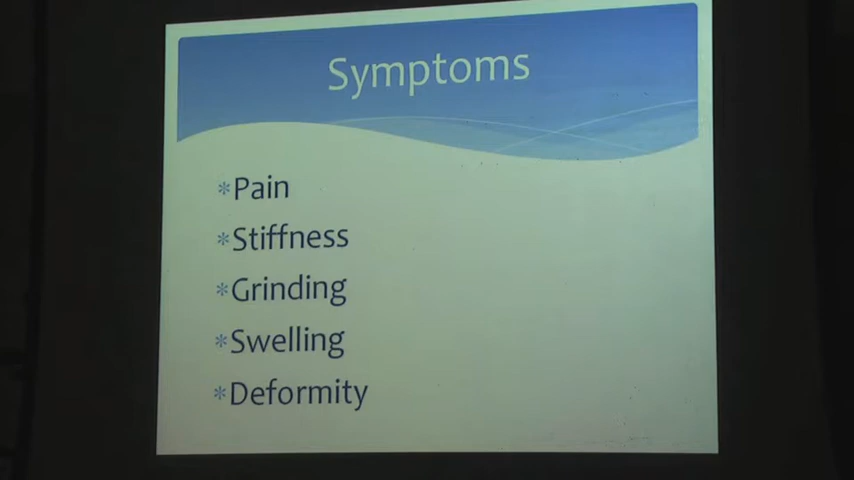 Symptoms
*Pain
*Stiffness
*Grinding
*Swelling
*Deformity